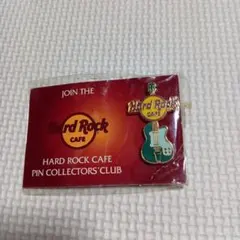 JOIN THE
Hard Rock
CAFE
HARD ROCK CAFE
PIN COLLECTORS' CLUB
Hard Rock
CAFE